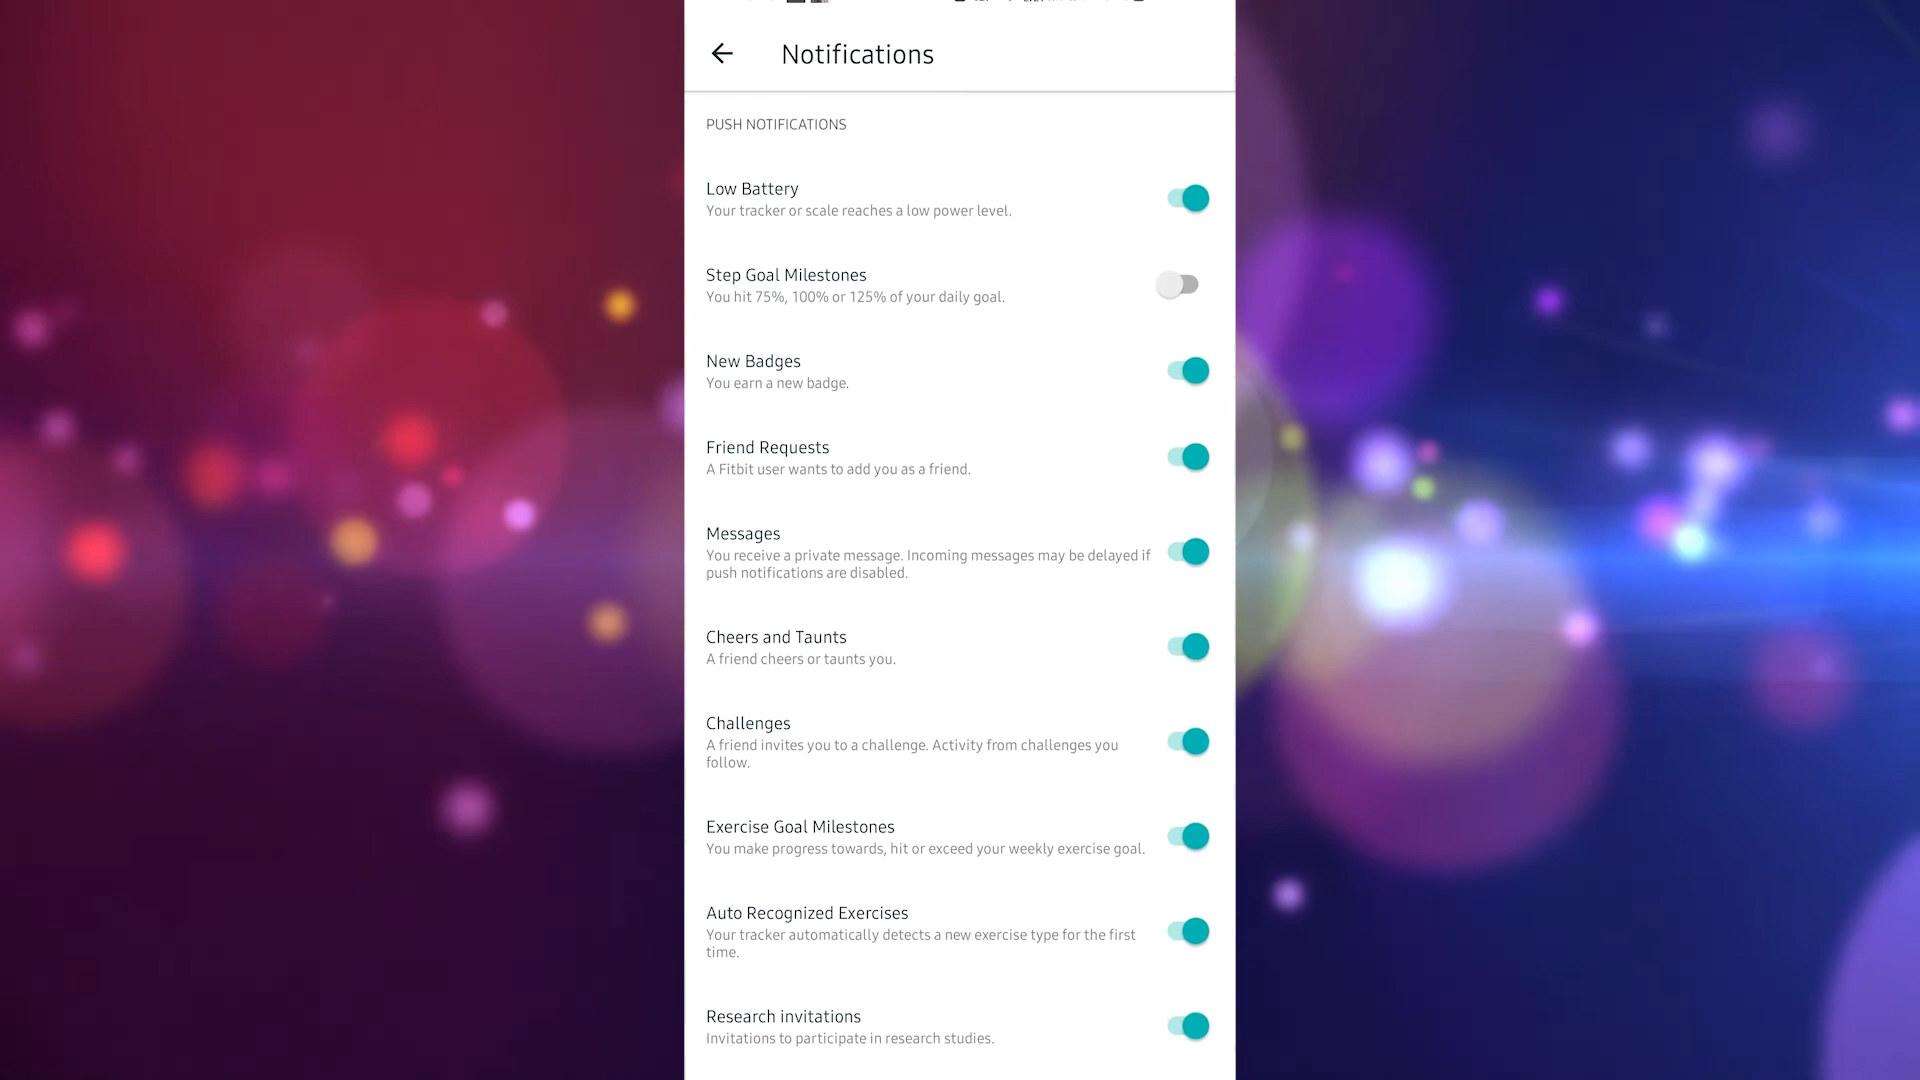 Notifications
PUSH NOTIFICATIONS
Low Battery
Your tracker or scale reaches a low power level.
Step Goal Milestones
You hit 75%, 100% or 125% of your daily goal.
New Badges
You earn a new badge.
Friend Requests
A Fitbit user wants to add you as a friend.
Messages
You receive a private message. Incoming messages may be delayed if
push notifications are disabled.
Cheers and Taunts
A friend cheers or taunts you.
Challenges
A friend invites you to a challenge. Activity from challenges you
follow.
Exercise Goal Milestones
You make progress towards, hit or exceed your weekly exercise goal.
Auto Recognized Exercises
Your tracker automatically detects a new exercise type for the first
time.
Research invitations
Invitations to participate in research studies.